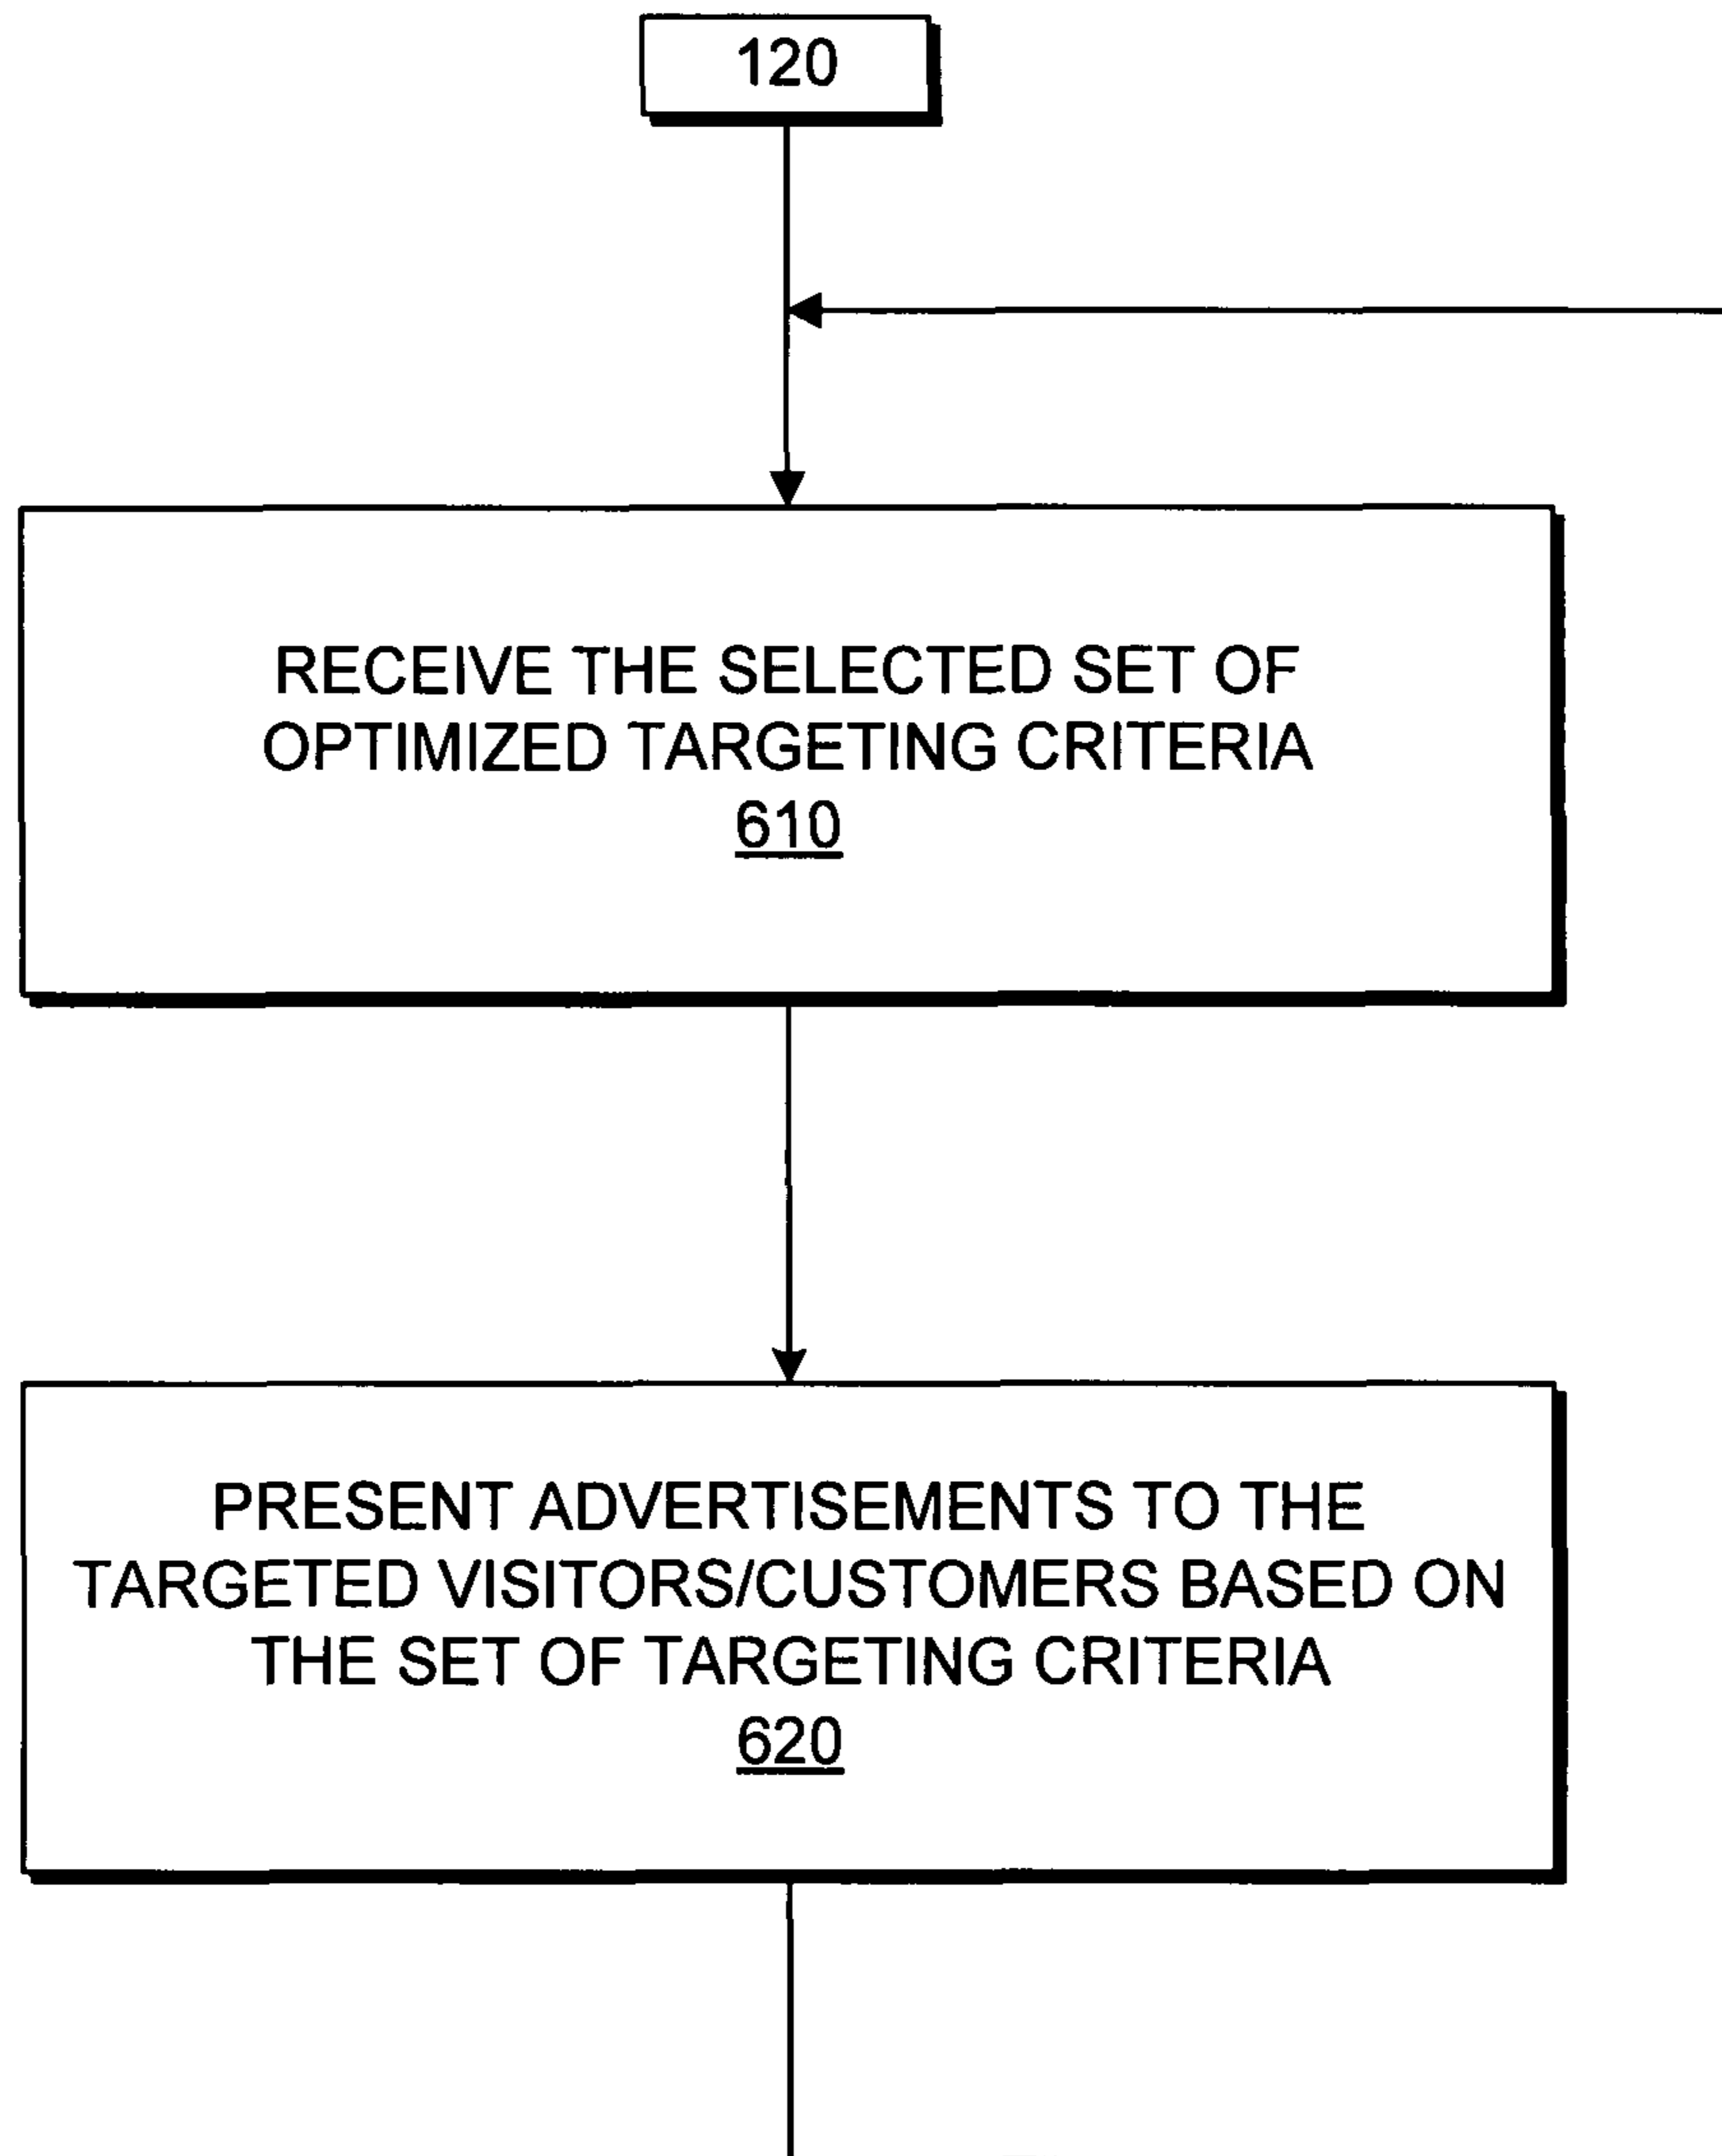 120
RECEIVE THE SELECTED SET OF
OPTIMIZED TARGETING CRITERIA
610
PRESENT ADVERTISEMENTS TO THE
TARGETED VISITORS/CUSTOMERS BASED ON
THE SET OF TARGETING CRITERIA
620